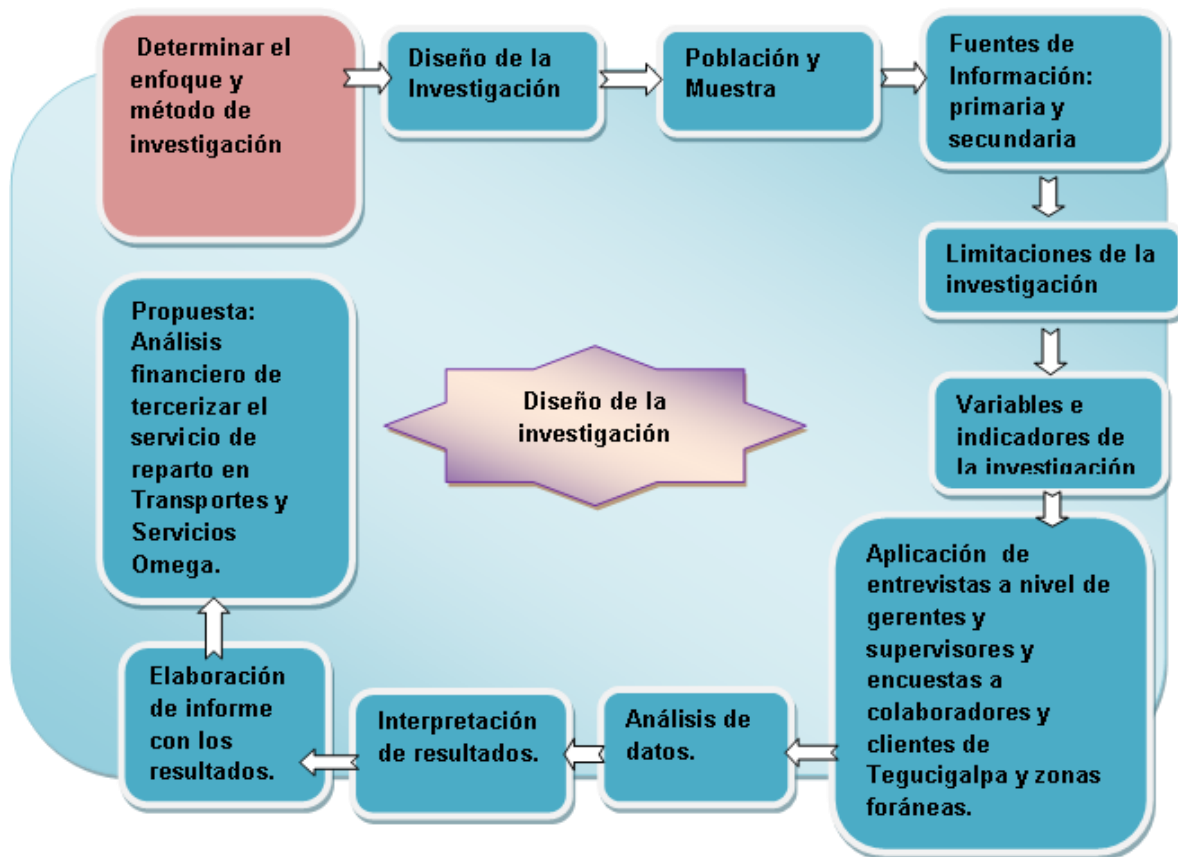 Determinar el
enfoque y
método de
investigación
Diseño de la
Investigación
Población y
Muestra
Fuentes de
Información:
primaria y
secundaria
Limitaciones de la
investigación
Variables e
indicadores de
la investigación
Aplicación de
entrevistas a nivel de
gerentes y
supervisores y
encuestas a
colaboradores y
clientes de
Tegucigalpa y zonas
foráneas.
Análisis de
datos.
Interpretación
de resultados.
Elaboración
de informe
con los
resultados.
Propuesta:
Análisis
financiero de
tercerizar el
servicio de
reparto en
Transportes y
Servicios
Omega.
Diseño de la
investigación